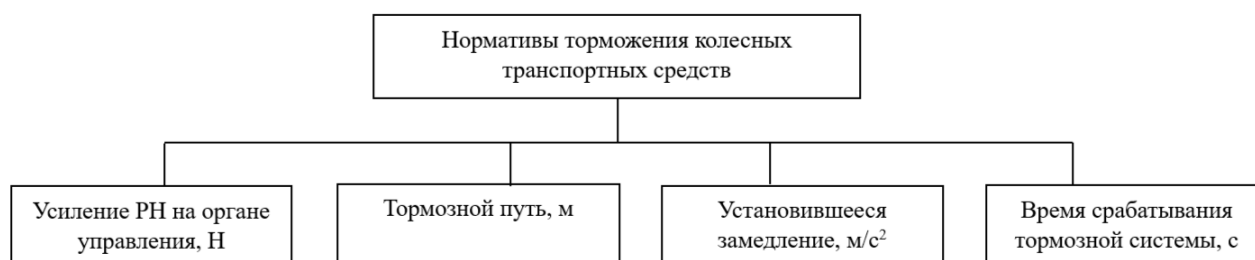 Нормативы торможения колесных
транспортных средств
Усиление РН на органе
управления, Н
Тормозной путь, м
Установившееся
замедление, м/с²
Время срабатывания
тормозной системы, с